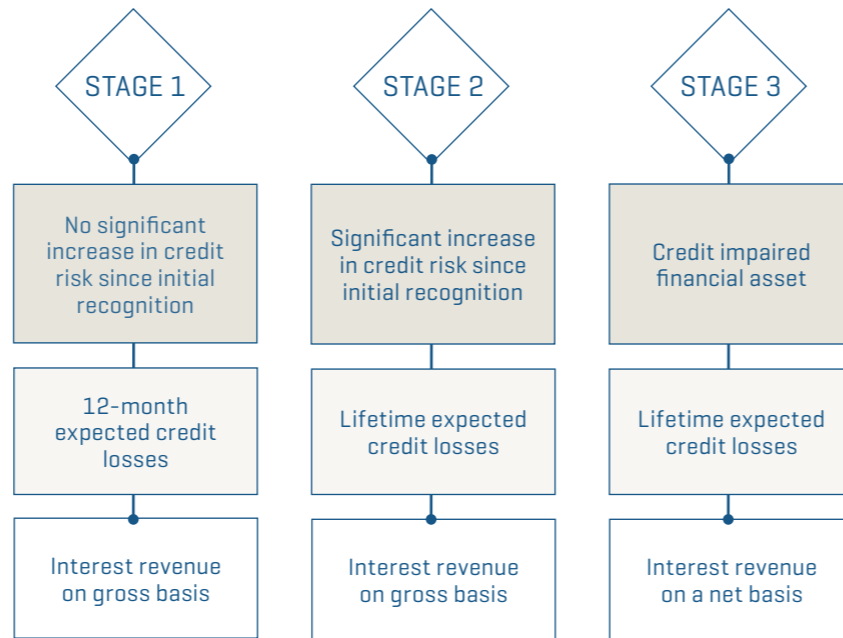 STAGE 1
No significant
increase in credit
risk since initial
recognition
12-month
expected credit
losses
Interest revenue
on gross basis
STAGE 2
Significant increase
in credit risk since
initial recognition
Lifetime expected
credit losses
Interest revenue
on gross basis
STAGE 3
Credit impaired
financial asset
Lifetime expected
credit losses
Interest revenue
on a net basis